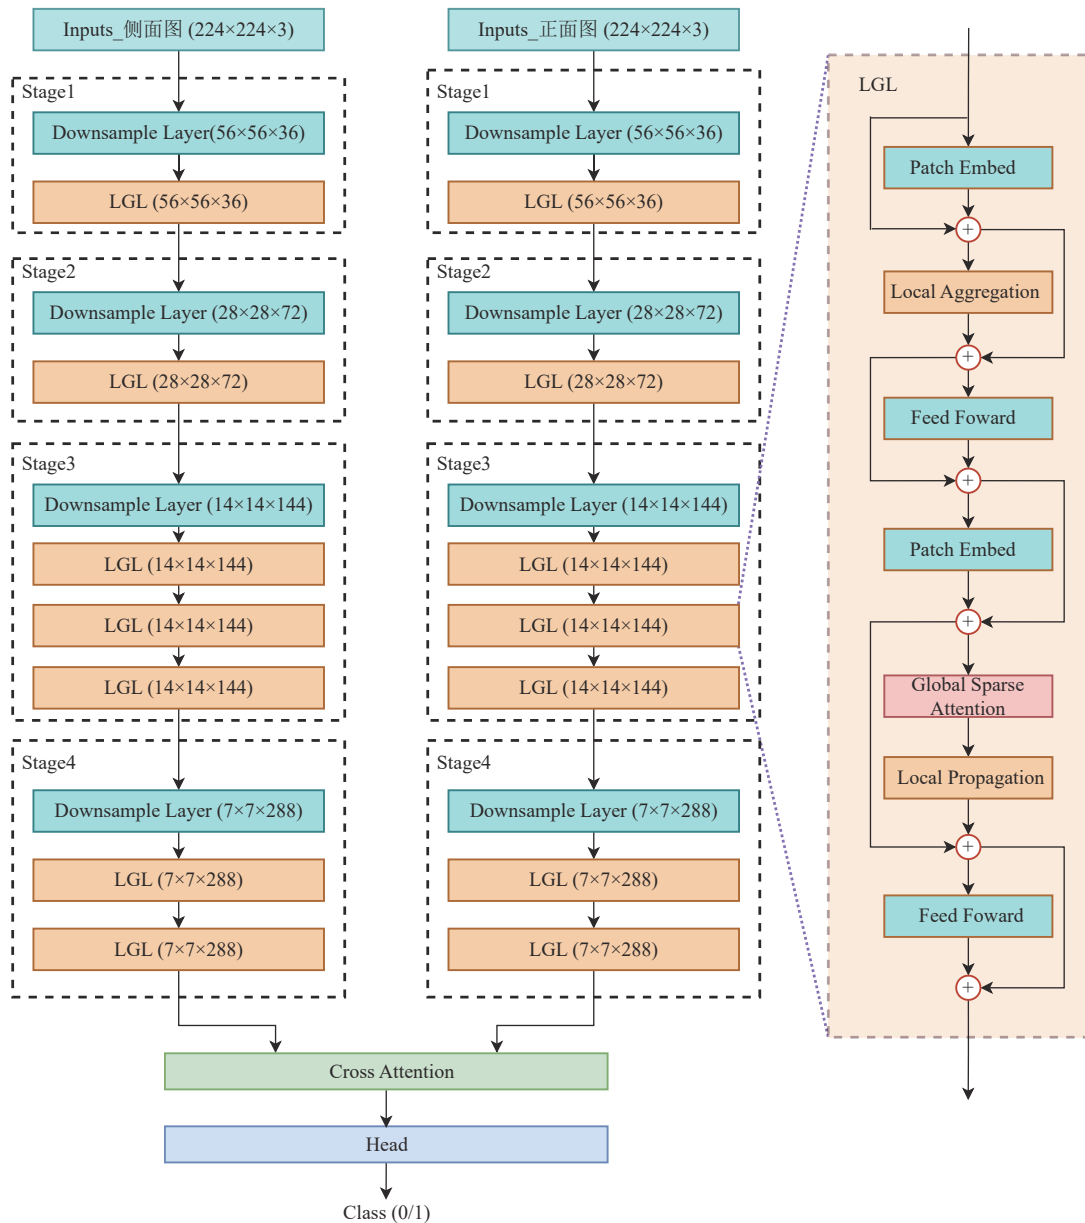 Inputs_侧面图 (224×224×3)
Stage1
Downsample Layer(56×56×36)
LGL (56×56×36)
Stage2
Downsample Layer (28×28×72)
LGL (28×28×72)
Stage3
Downsample Layer (14×14×144)
LGL (14×14×144)
LGL (14×14×144)
LGL (14×14×144)
Stage4
Downsample Layer (7×7×288)
LGL (7×7×288)
LGL (7×7×288)
Inputs_正面图 (224×224×3)
Stage1
Downsample Layer (56×56×36)
LGL (56×56×36)
Stage2
Downsample Layer (28×28×72)
LGL (28×28×72)
Stage3
Downsample Layer (14×14×144)
LGL (14×14×144)
LGL (14×14×144)
LGL (14×14×144)
Stage4
Downsample Layer (7×7×288)
LGL (7×7×288)
LGL (7×7×288)
Cross Attention
Head
Class (0/1)
LGL
Patch Embed
+
Local Aggregation
+
Feed Foward
+
Patch Embed
+
Global Sparse
Attention
Local Propagation
+
Feed Foward
+